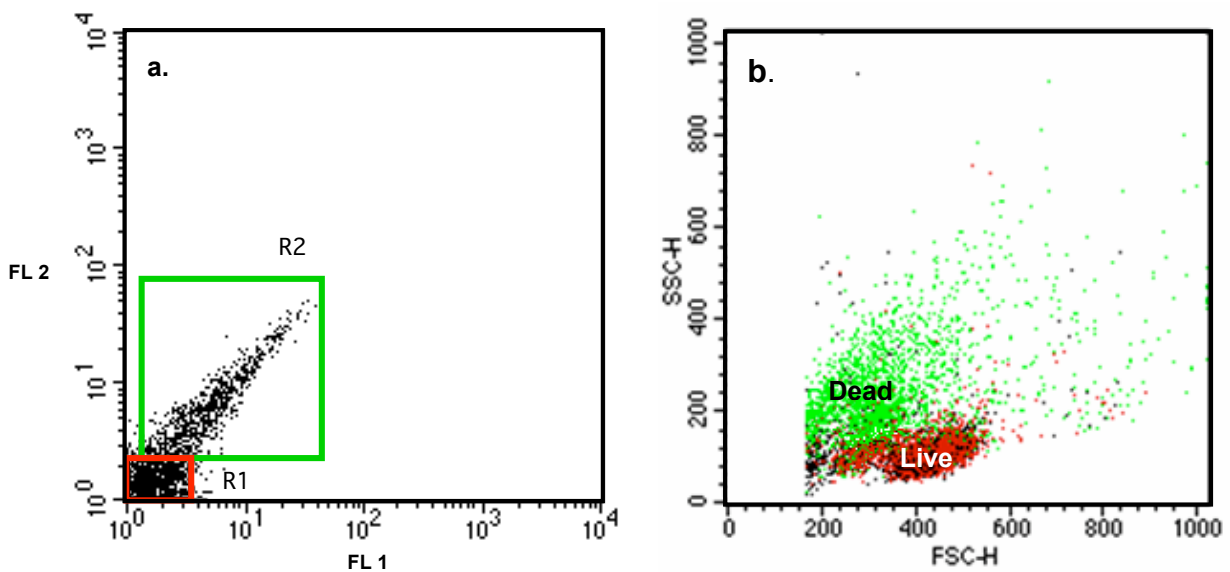 a.
10⁴
10³
10²
10¹
10⁰
FL 2
R2
R1
10⁰ 10¹ 10² 10³ 10⁴
FL 1
b.
1000
800
600
400
200
0
SSC-H
Dead
Live
0 200 400 600 800 1000
FSC-H